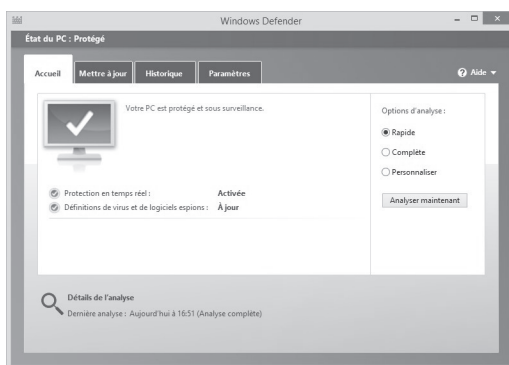 Windows Defender
État du PC : Protégé
Accueil
Mettre à jour
Historique
Paramètres
Aide
Votre PC est protégé et sous surveillance.
Protection en temps réel : Activée
Définitions de virus et de logiciels espions : À jour
Options d'analyse :
Rapide
Complète
Personnaliser
Analyser maintenant
Détails de l'analyse
Dernière analyse : Aujourd'hui à 16:51 (Analyse complète)